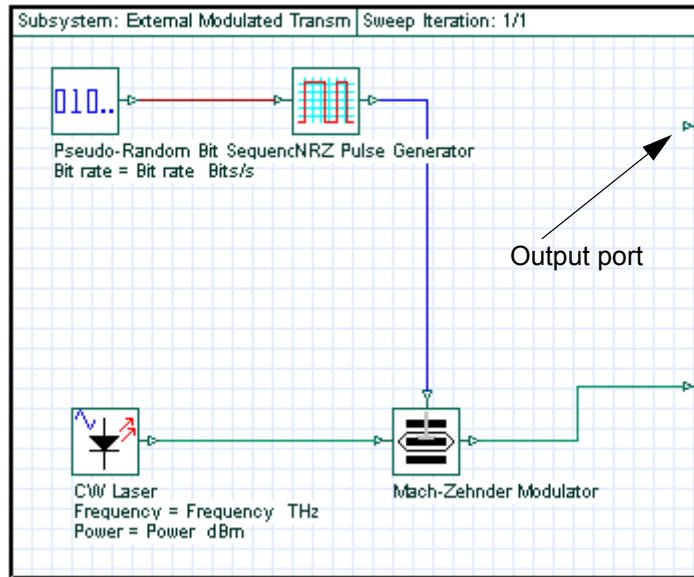 Subsystem: External Modulated Transm Sweep Iteration: 1/1
010..
Pseudo-Random Bit SequencNRZ Pulse Generator
Bit rate = Bit rate Bits/s
Output port
CW Laser
Frequency = Frequency THz
Power = Power dBm
Mach-Zehnder Modulator